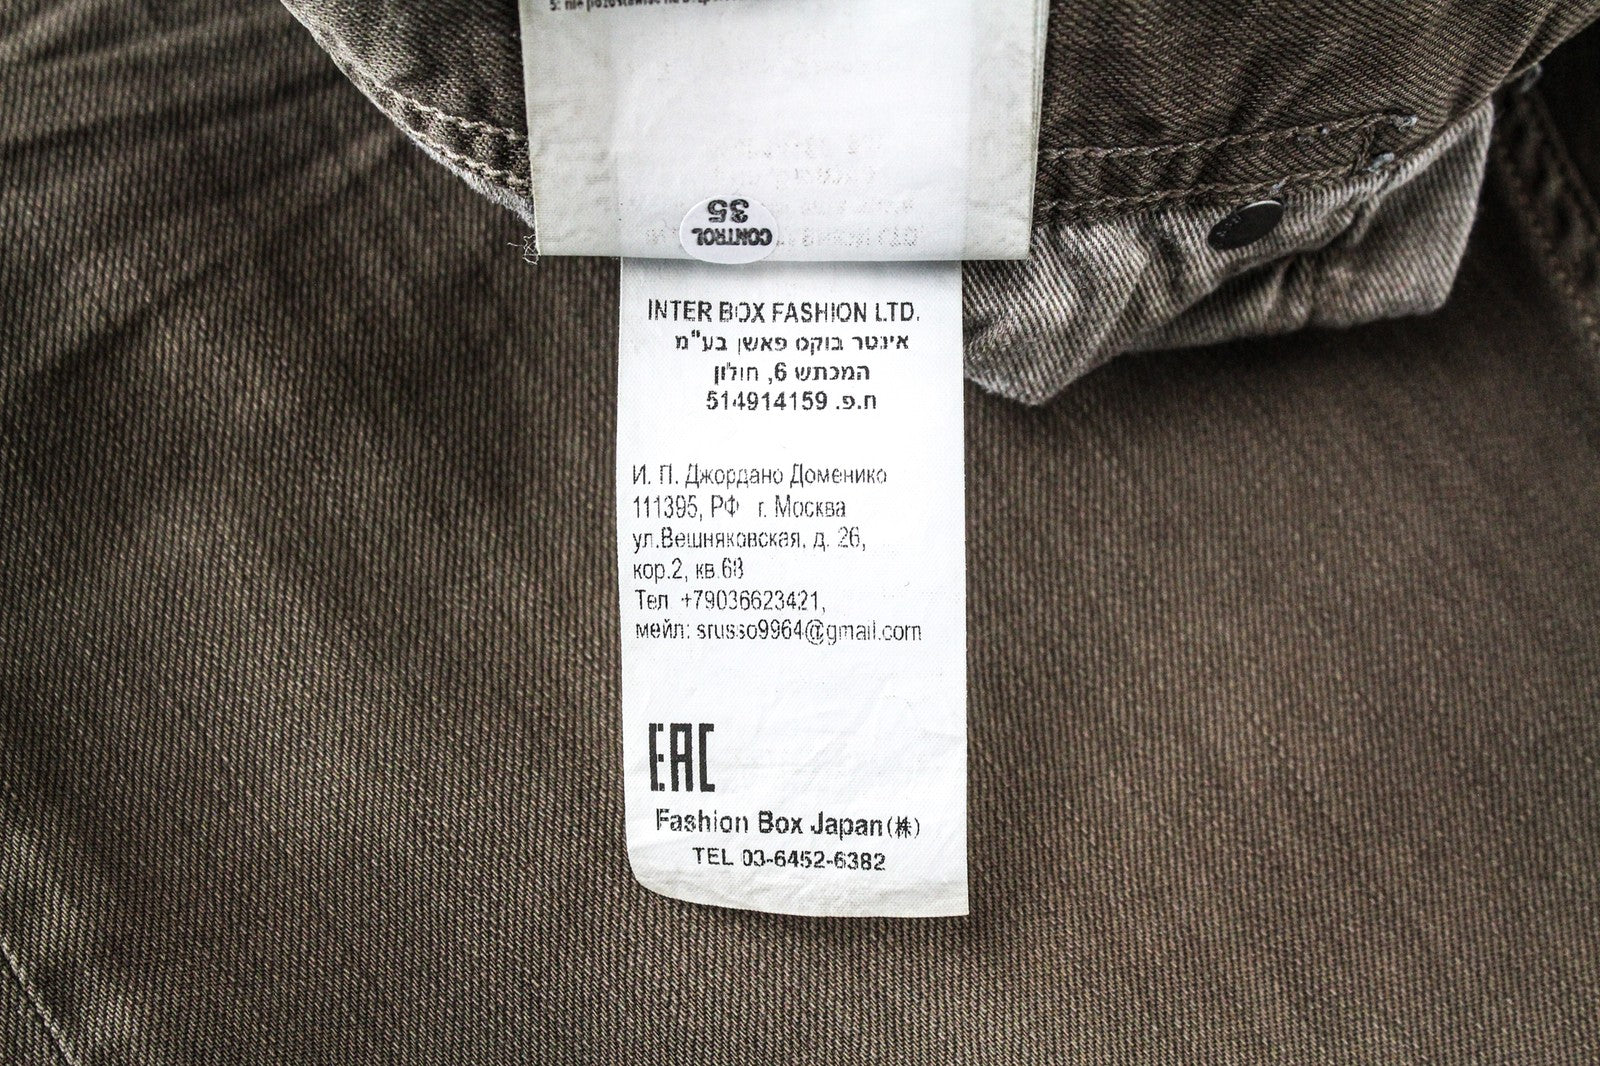 CONTROL
35
INTER BOX FASHION LTD.
אינטר בוקס פאשן בע"מ
המכתש 6, חולון
ח.פ. 514914159
И. П. Джордано Доменико
111395, РФ г. Москва
ул.Вешняковская, д. 26,
кор.2, кв.68
Тел +79036623421,
мейл: srusso9964@gmail.com
EAC
Fashion Box Japan(株)
TEL 03-6452-6382